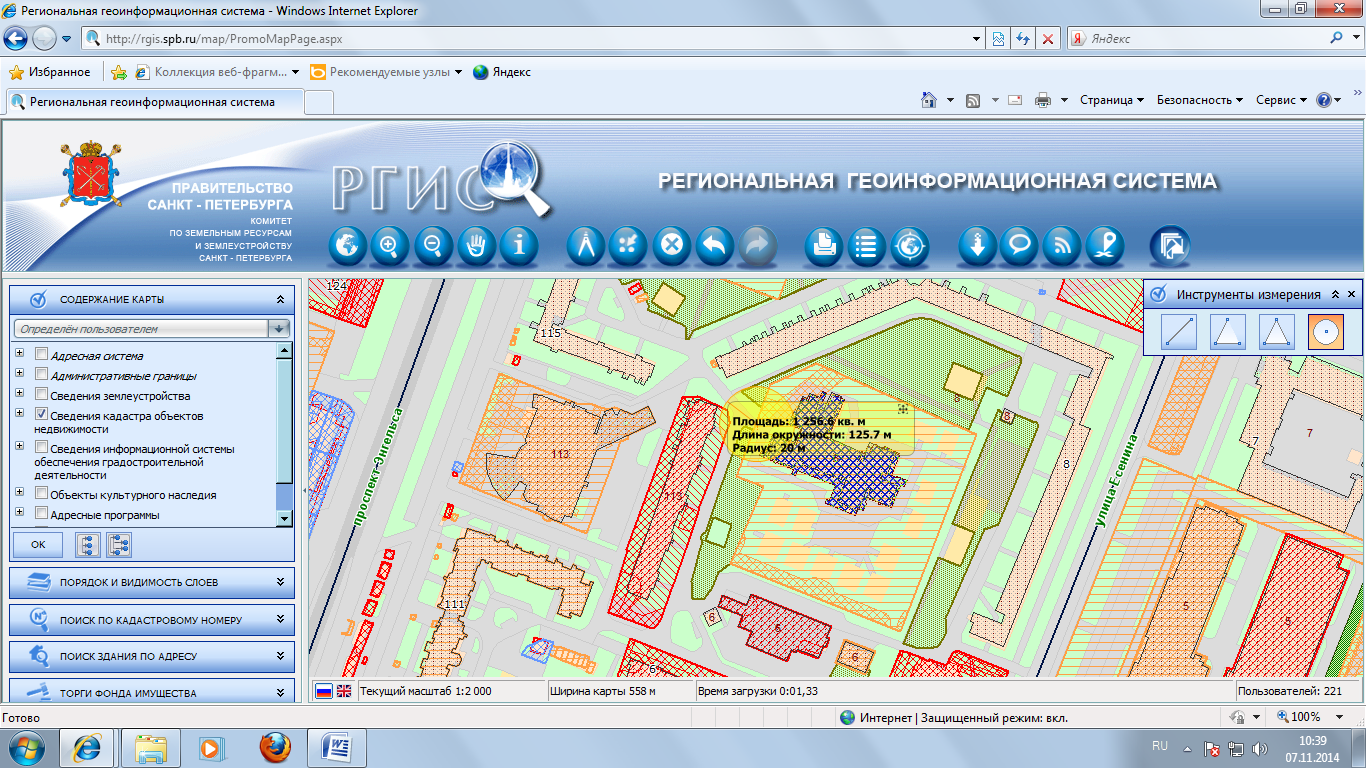 Региональная геоинформационная система - Windows Internet Explorer
http://rgis.spb.ru/map/PromoMapPage.aspx
Яндекс
Избранное
Коллекция веб-фрагм...
Рекомендуемые узлы
Яндекс
Региональная геоинформационная система
Страница
Безопасность
Сервис
ПРАВИТЕЛЬСТВО
САНКТ - ПЕТЕРБУРГА
КОМИТЕТ
ПО ЗЕМЕЛЬНЫМ РЕСУРСАМ
И ЗЕМЛЕУСТРОЙСТВУ
САНКТ - ПЕТЕРБУРГА
РГИС
РЕГИОНАЛЬНАЯ ГЕОИНФОРМАЦИОННАЯ СИСТЕМА
СОДЕРЖАНИЕ КАРТЫ
Определён пользователем
Адресная система
Административные границы
Сведения землеустройства
Сведения кадастра объектов
недвижимости
Сведения информационной системы
обеспечения градостроительной
деятельности
Объекты культурного наследия
Адресные программы
ОК
ПОРЯДОК И ВИДИМОСТЬ СЛОЕВ
ПОИСК ПО КАДАСТРОВОМУ НОМЕРУ
ПОИСК ЗДАНИЯ ПО АДРЕСУ
ТОРГИ ФОНДА ИМУЩЕСТВА
Инструменты измерения
124
115
113
113
111
проспект Энгельса
Площадь: 1 256.6 кв. м
Длина окружности: 125.7 м
Радиус: 20 м
8
8
8
улица Есенина
7
7
6
6
6
6
5
5
Текущий масштаб 1:2 000
Ширина карты 558 м
Время загрузки 0:01,33
Пользователей: 221
Готово
Интернет | Защищенный режим: вкл.
100%
RU
10:39
07.11.2014